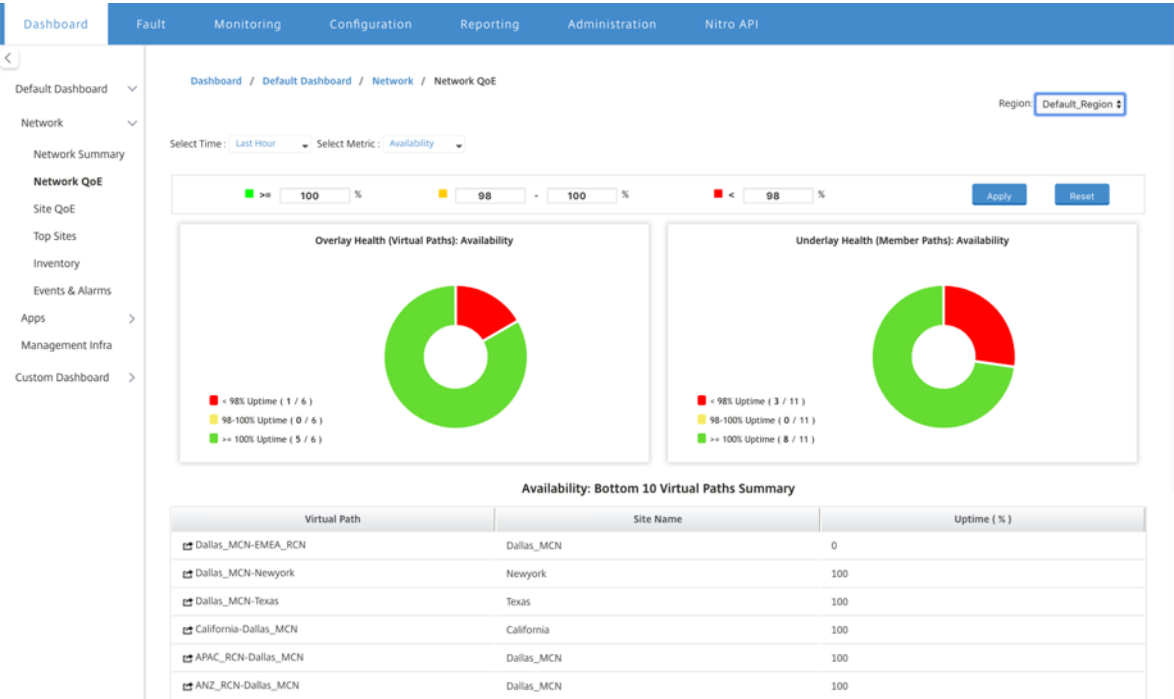 Dashboard Fault Monitoring Configuration Reporting Administration Nitro API
Dashboard / Default Dashboard / Network / Network QoE
Region: Default_Region
Default Dashboard
Network
Network Summary
Network QoE
Site QoE
Top Sites
Inventory
Events & Alarms
Apps
Management Infra
Custom Dashboard
Select Time : Last Hour Select Metric : Availability
>= 100 % 98 - 100 % < 98 % Apply Reset
Overlay Health (Virtual Paths): Availability
< 98% Uptime ( 1 / 6 )
98-100% Uptime ( 0 / 6 )
>= 100% Uptime ( 5 / 6 )
Underlay Health (Member Paths): Availability
< 98% Uptime ( 3 / 11 )
98-100% Uptime ( 0 / 11 )
>= 100% Uptime ( 8 / 11 )
Availability: Bottom 10 Virtual Paths Summary
Virtual Path Site Name Uptime ( % )
Dallas_MCN-EMEA_RCN Dallas_MCN 0
Dallas_MCN-Newyork Newyork 100
Dallas_MCN-Texas Texas 100
California-Dallas_MCN California 100
APAC_RCN-Dallas_MCN Dallas_MCN 100
ANZ_RCN-Dallas_MCN Dallas_MCN 100